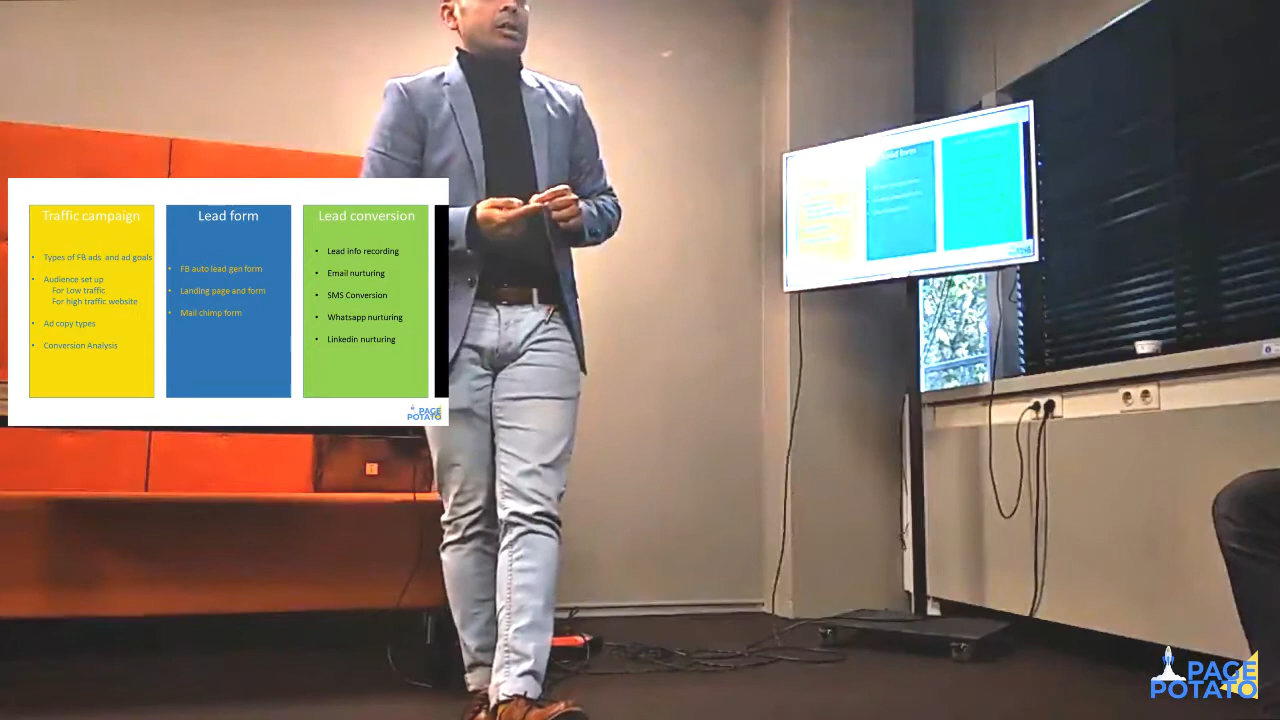 Traffic campaign
• Types of FB ads and ad goals
• Audience set up
For Low traffic
For high traffic website
• Ad copy types
• Conversion Analysis
Lead form
• FB auto lead gen form
• Landing page and form
• Mail chimp form
Lead conversion
• Lead info recording
• Email nurturing
• SMS Conversion
• Whatsapp nurturing
• Linkedin nurturing
PAGE
POTATO
PAGE
POTATO